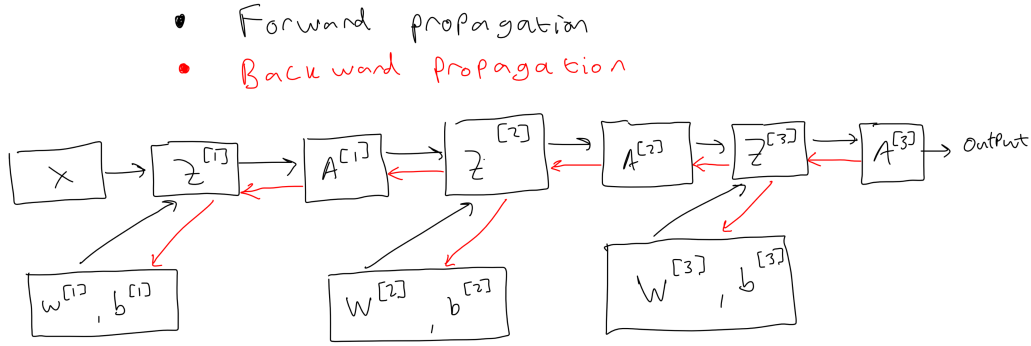 • Forward propagation
• Backward propagation
X Z[1] A[1] Z[2] A[2] Z[3] A[3] output
w[1], b[1] W[2], b[2] W[3], b[3]